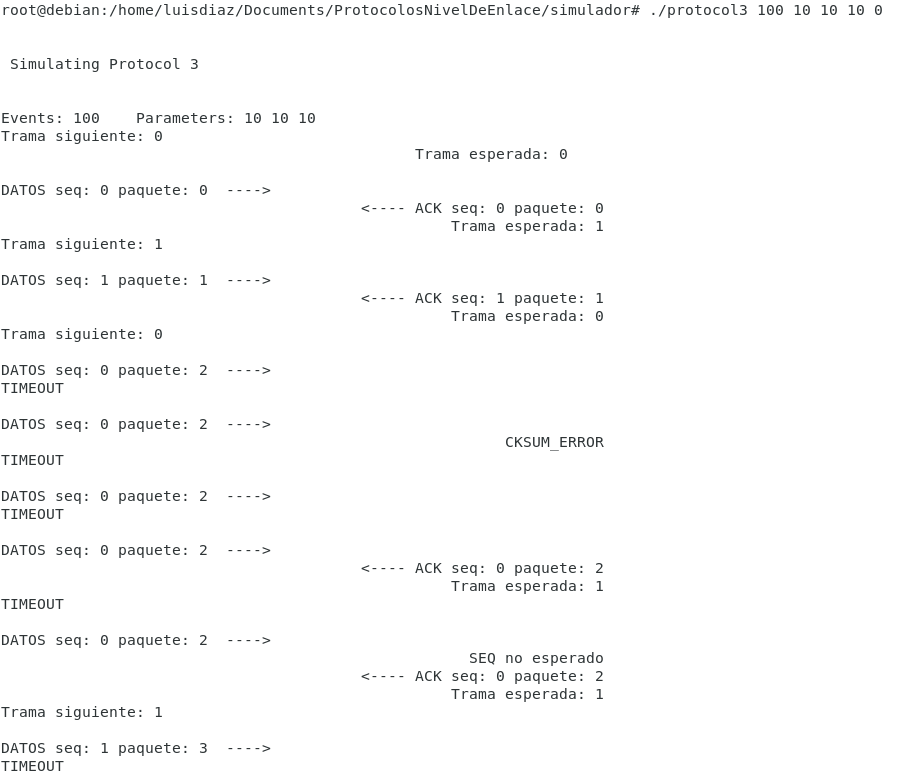 root@debian:/home/luisdiaz/Documents/ProtocolosNivelDeEnlace/simulador# ./protocol3 100 10 10 10 0
Simulating Protocol 3
Events: 100    Parameters: 10 10 10
Trama siguiente: 0
Trama esperada: 0
DATOS seq: 0 paquete: 0  ---->
<---- ACK seq: 0 paquete: 0
Trama esperada: 1
Trama siguiente: 1
DATOS seq: 1 paquete: 1  ---->
<---- ACK seq: 1 paquete: 1
Trama esperada: 0
Trama siguiente: 0
DATOS seq: 0 paquete: 2  ---->
TIMEOUT
DATOS seq: 0 paquete: 2  ---->
CKSUM_ERROR
TIMEOUT
DATOS seq: 0 paquete: 2  ---->
TIMEOUT
DATOS seq: 0 paquete: 2  ---->
<---- ACK seq: 0 paquete: 2
Trama esperada: 1
TIMEOUT
DATOS seq: 0 paquete: 2  ---->
SEQ no esperado
<---- ACK seq: 0 paquete: 2
Trama esperada: 1
Trama siguiente: 1
DATOS seq: 1 paquete: 3  ---->
TIMEOUT